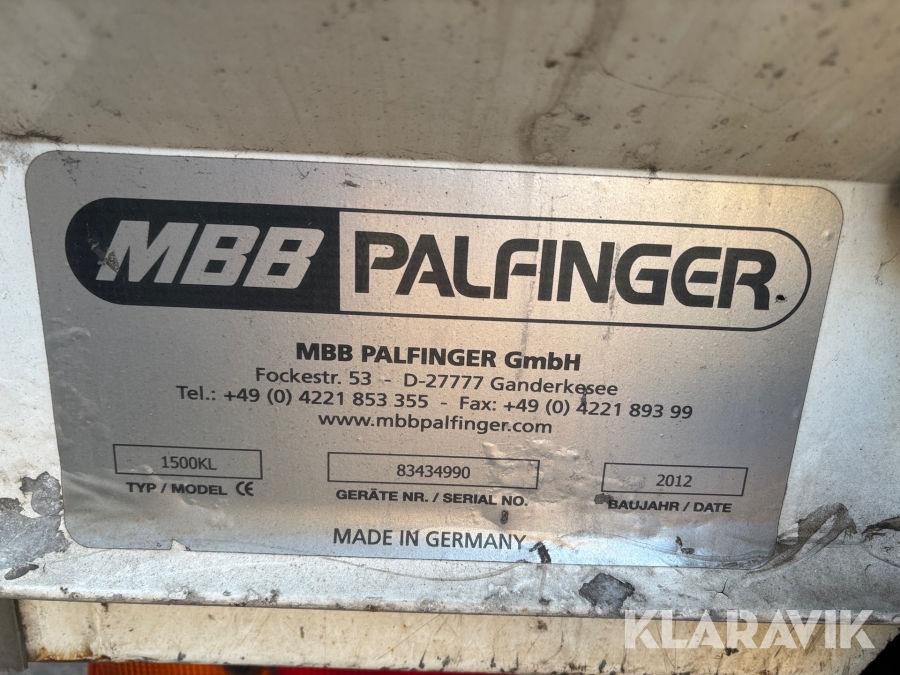 MBB PALFINGER
MBB PALFINGER GmbH
Fockestr. 53 - D-27777 Ganderkesee
Tel.: +49 (0) 4221 853 355 - Fax: +49 (0) 4221 893 99
www.mbbpalfinger.com
1500KL 83434990 2012
TYP / MODEL CE GERÄTE NR. / SERIAL NO. BAUJAHR / DATE
MADE IN GERMANY
KLARAVIK